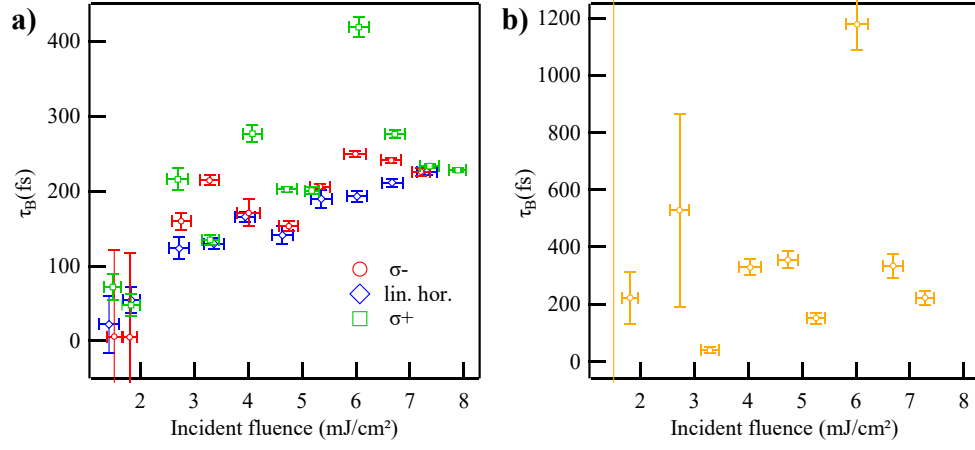 a)
τB(fs)
400
300
200
100
0
σ-
lin. hor.
σ+
2 3 4 5 6 7 8
Incident fluence (mJ/cm²)
b)
τB(fs)
1200
1000
800
600
400
200
0
2 3 4 5 6 7 8
Incident fluence (mJ/cm²)